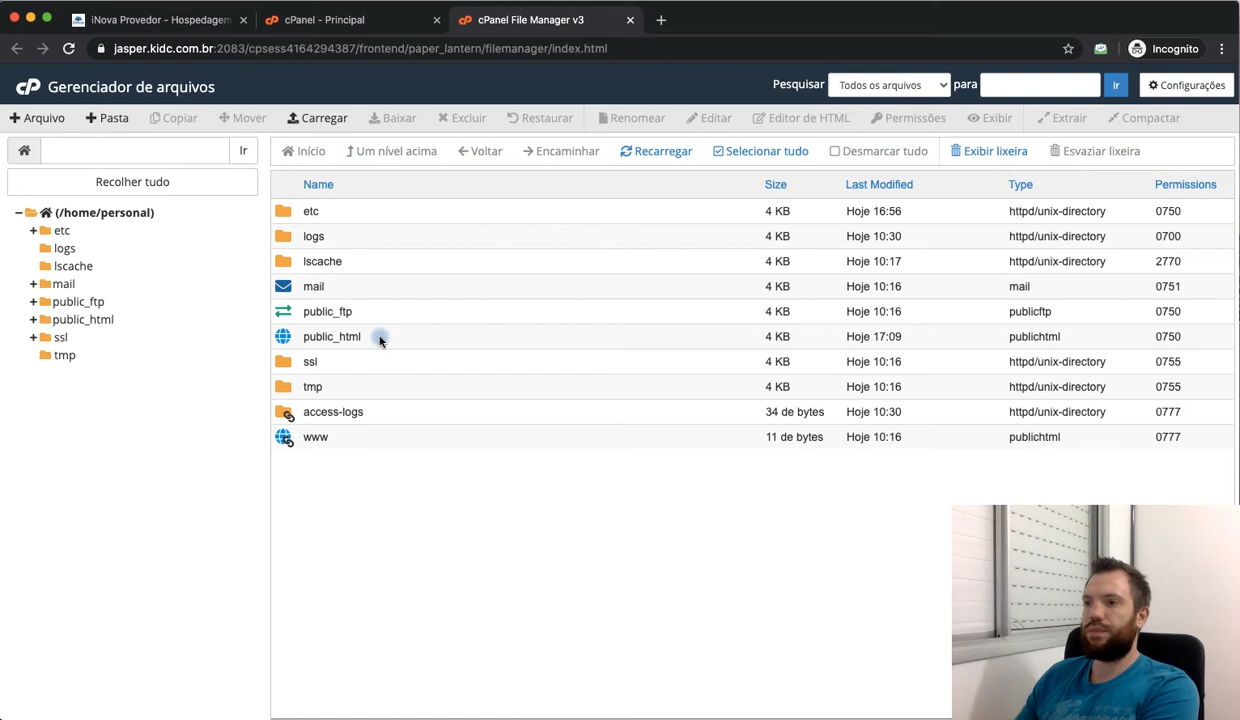 iNova Provedor - Hospedagem
cPanel - Principal
cPanel File Manager v3
jasper.kidc.com.br:2083/cpsess4164294387/frontend/paper_lantern/filemanager/index.html
Incognito
cP Gerenciador de arquivos
Pesquisar Todos os arquivos para Ir Configurações
Arquivo Pasta Copiar Mover Carregar Baixar Excluir Restaurar Renomear Editar Editor de HTML Permissões Exibir Extrair Compactar
Ir
Início Um nível acima Voltar Encaminhar Recarregar Selecionar tudo Desmarcar tudo Exibir lixeira Esvaziar lixeira
Recolher tudo
(/home/personal)
etc
logs
lscache
mail
public_ftp
public_html
ssl
tmp
Name Size Last Modified Type Permissions
etc 4 KB Hoje 16:56 httpd/unix-directory 0750
logs 4 KB Hoje 10:30 httpd/unix-directory 0700
lscache 4 KB Hoje 10:17 httpd/unix-directory 2770
mail 4 KB Hoje 10:16 mail 0751
public_ftp 4 KB Hoje 10:16 publicftp 0750
public_html 4 KB Hoje 17:09 publichtml 0750
ssl 4 KB Hoje 10:16 httpd/unix-directory 0755
tmp 4 KB Hoje 10:16 httpd/unix-directory 0755
access-logs 34 de bytes Hoje 10:30 httpd/unix-directory 0777
www 11 de bytes Hoje 10:16 publichtml 0777